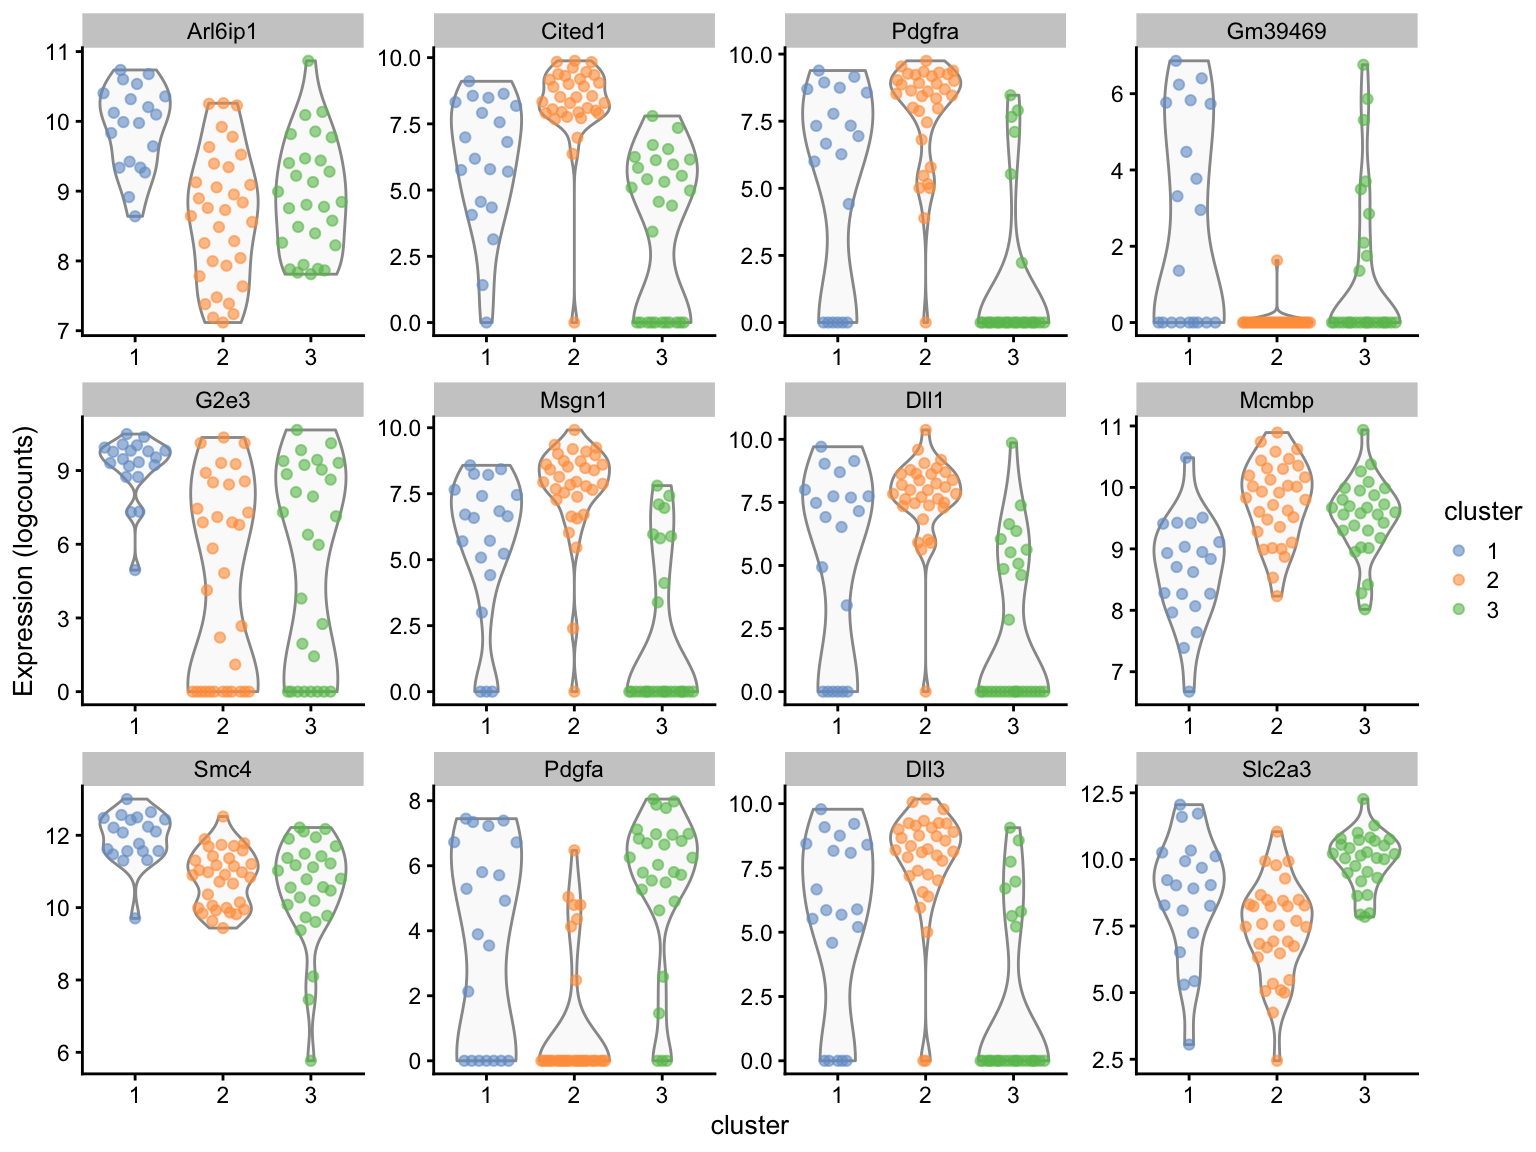 Arl6ip1 Cited1 Pdgfra Gm39469
11 10 9 8 7
10.0 7.5 5.0 2.5 0.0
10.0 7.5 5.0 2.5 0.0
6 4 2 0
1 2 3 1 2 3 1 2 3 1 2 3
G2e3 Msgn1 Dll1 Mcmbp
9 6 3 0
10.0 7.5 5.0 2.5 0.0
10.0 7.5 5.0 2.5 0.0
11 10 9 8 7
1 2 3 1 2 3 1 2 3 1 2 3
Smc4 Pdgfa Dll3 Slc2a3
12 10 8 6
8 6 4 2 0
10.0 7.5 5.0 2.5 0.0
12.5 10.0 7.5 5.0 2.5
1 2 3 1 2 3 1 2 3 1 2 3
Expression (logcounts)
cluster
cluster
1
2
3